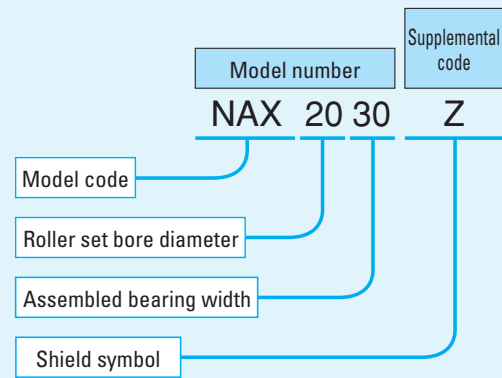 Supplemental
code
Model number
NAX 20 30 Z
Model code
Roller set bore diameter
Assembled bearing width
Shield symbol